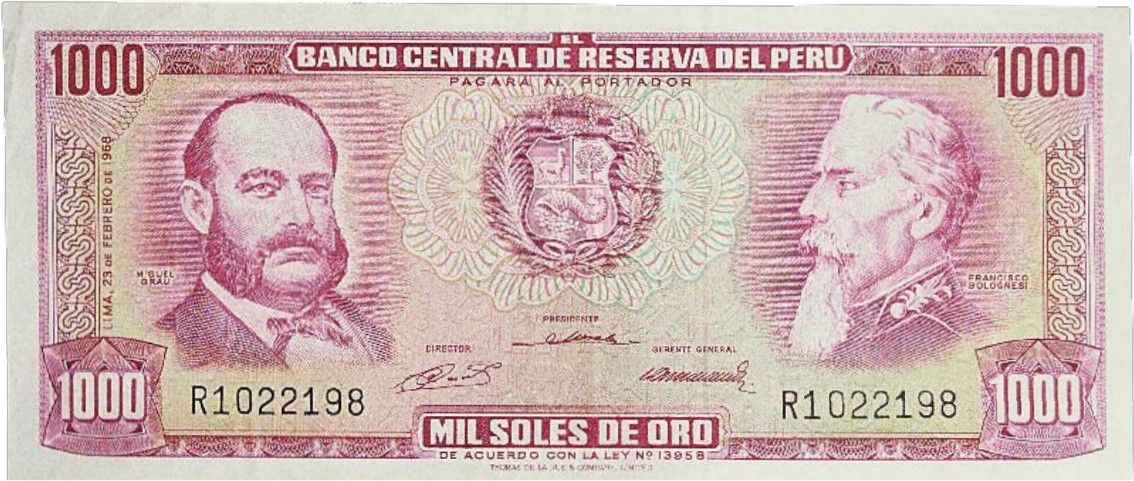 EL
1000 BANCO CENTRAL DE RESERVA DEL PERU 1000
PAGARÁ AL PORTADOR
LIMA, 23 DE FEBRERO DE 1968
MIGUEL
GRAU
FRANCISCO
BOLOGNESI
PRESIDENTE
DIRECTOR
GERENTE GENERAL
1000 R1022198 R1022198 1000
MIL SOLES DE ORO
DE ACUERDO CON LA LEY Nº 13958
THOMAS DE LA RUE & COMPANY, LIMITED